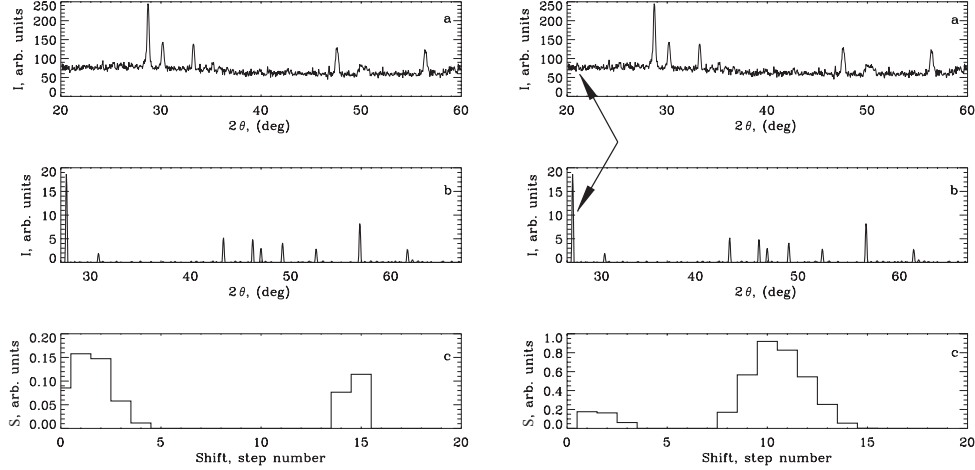 I, arb. units
250
200
150
100
50
0
a
20 30 40 50 60
2θ, (deg)
I, arb. units
250
200
150
100
50
0
a
20 30 40 50 60
2θ, (deg)
I, arb. units
20
15
10
5
0
b
30 40 50 60
2θ, (deg)
I, arb. units
20
15
10
5
0
b
30 40 50 60
2θ, (deg)
S, arb. units
0.20
0.15
0.10
0.05
0.00
c
0 5 10 15 20
Shift, step number
S, arb. units
1.0
0.8
0.6
0.4
0.2
0.0
c
0 5 10 15 20
Shift, step number